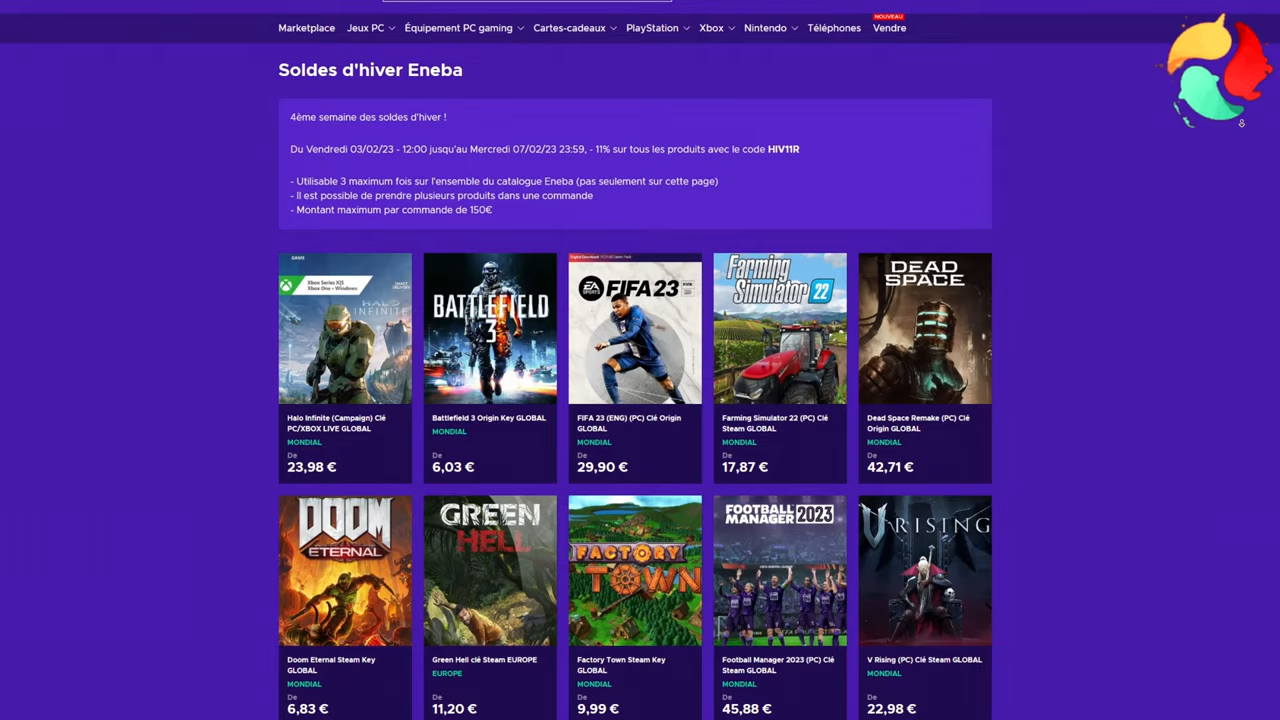 NOUVEAU
Marketplace Jeux PC Équipement PC gaming Cartes-cadeaux PlayStation Xbox Nintendo Téléphones Vendre
Soldes d'hiver Eneba
4ème semaine des soldes d'hiver !
Du Vendredi 03/02/23 - 12:00 jusqu'au Mercredi 07/02/23 23:59, - 11% sur tous les produits avec le code HIV11R
- Utilisable 3 maximum fois sur l'ensemble du catalogue Eneba (pas seulement sur cette page)
- Il est possible de prendre plusieurs produits dans une commande
- Montant maximum par commande de 150€
GAME
Xbox Series X|S
Xbox One - Windows
HALO
INFINITE
BATTLEFIELD
3
EA
SPORTS
FIFA 23
Farming
Simulator 22
DEAD
SPACE
Halo Infinite (Campaign) Clé
PC/XBOX LIVE GLOBAL
MONDIAL
De
23,98 €
Battlefield 3 Origin Key GLOBAL
MONDIAL
De
6,03 €
FIFA 23 (ENG) (PC) Clé Origin
GLOBAL
MONDIAL
De
29,90 €
Farming Simulator 22 (PC) Clé
Steam GLOBAL
MONDIAL
De
17,87 €
Dead Space Remake (PC) Clé
Origin GLOBAL
MONDIAL
De
42,71 €
DOOM
ETERNAL
GREEN
HELL
FACTORY
TOWN
FOOTBALL
MANAGER 2023
V RISING
Doom Eternal Steam Key
GLOBAL
MONDIAL
De
6,83 €
Green Hell clé Steam EUROPE
EUROPE
De
11,20 €
Factory Town Steam Key
GLOBAL
MONDIAL
De
9,99 €
Football Manager 2023 (PC) Clé
Steam GLOBAL
MONDIAL
De
45,88 €
V Rising (PC) Clé Steam GLOBAL
MONDIAL
De
22,98 €